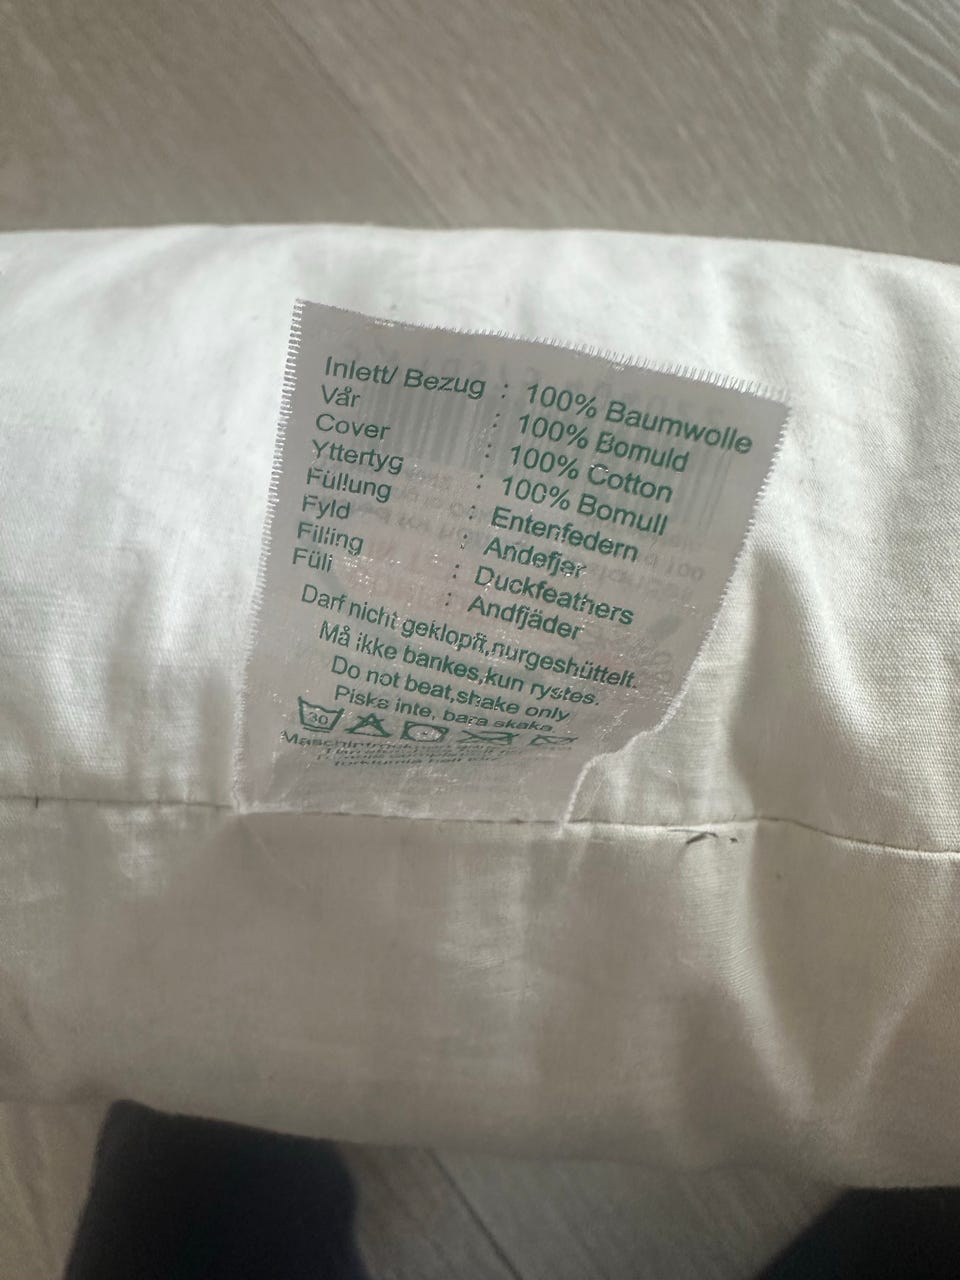 Inlett/ Bezug : 100% Baumwolle
Vår : 100% Bomuld
Cover : 100% Cotton
Yttertyg : 100% Bomull
Füllung : Entenfedern
Fyld : Andefjer
Filling : Duckfeathers
Füli : Andfjäder
Darf nicht geklopft,nurgeshüttelt.
Må ikke bankes,kun rystes.
Do not beat,shake only
Piska inte, bara skaka.
30